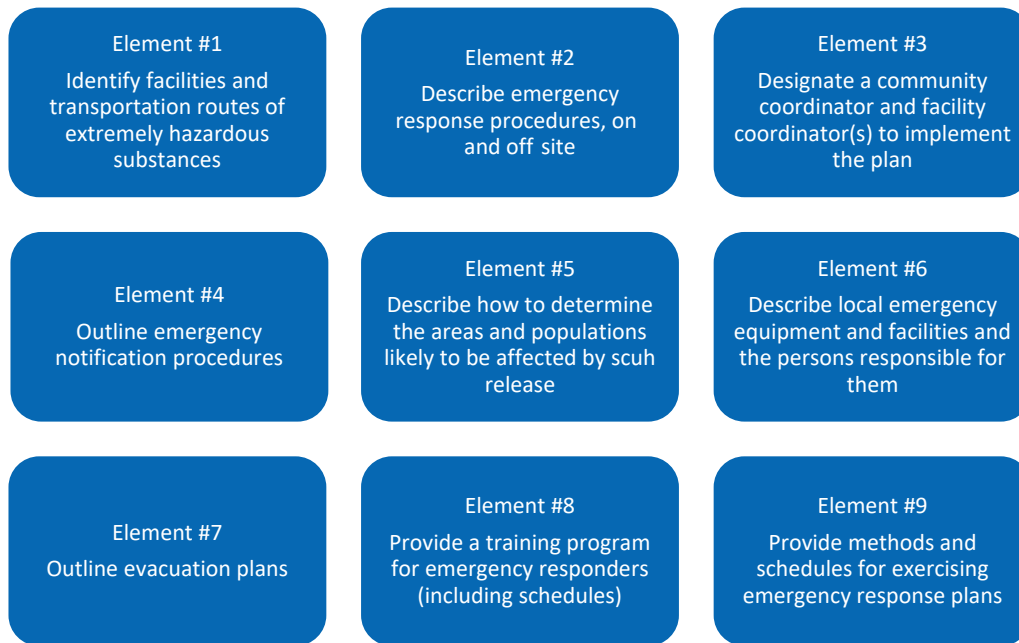 Element #1
Identify facilities and
transportation routes of
extremely hazardous
substances
Element #2
Describe emergency
response procedures, on
and off site
Element #3
Designate a community
coordinator and facility
coordinator(s) to implement
the plan
Element #4
Outline emergency
notification procedures
Element #5
Describe how to determine
the areas and populations
likely to be affected by scuh
release
Element #6
Describe local emergency
equipment and facilities and
the persons responsible for
them
Element #7
Outline evacuation plans
Element #8
Provide a training program
for emergency responders
(including schedules)
Element #9
Provide methods and
schedules for exercising
emergency response plans